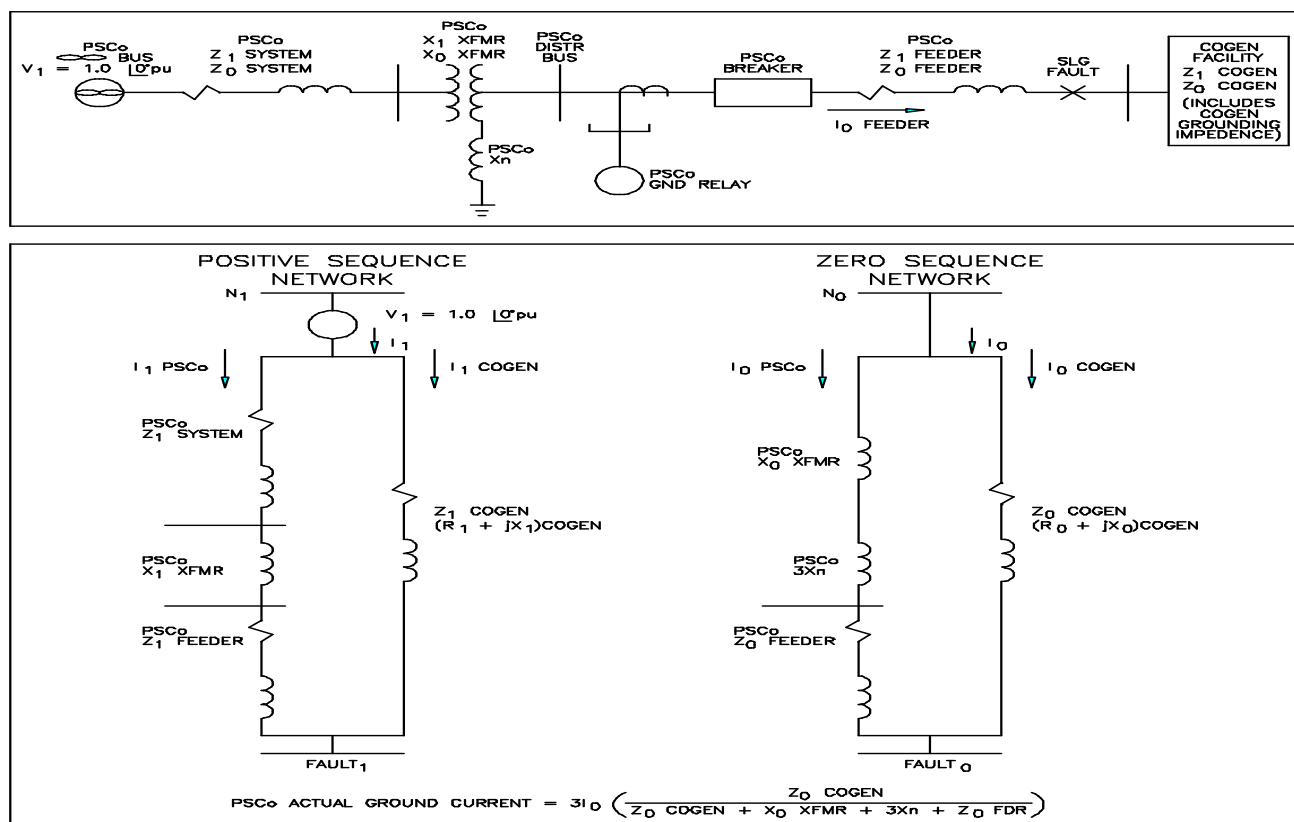 PSCo
BUS
V1 = 1.0 |0°pu
PSCo
Z1 SYSTEM
Z0 SYSTEM
PSCo
X1 XFMR
X0 XFMR
PSCo
Xn
PSCo
DISTR
BUS
PSCo
GND RELAY
PSCo
BREAKER
I0 FEEDER
PSCo
Z1 FEEDER
Z0 FEEDER
SLG
FAULT
COGEN
FACILITY
Z1 COGEN
Z0 COGEN
(INCLUDES
COGEN
GROUNDING
IMPEDENCE)
POSITIVE SEQUENCE
NETWORK
N1
V1 = 1.0 |0°pu
I1
I1 PSCo
I1 COGEN
PSCo
Z1 SYSTEM
Z1 COGEN
(R1 + jX1)COGEN
PSCo
X1 XFMR
PSCo
Z1 FEEDER
FAULT1
ZERO SEQUENCE
NETWORK
N0
I0
I0 PSCo
I0 COGEN
PSCo
X0 XFMR
Z0 COGEN
(R0 + jX0)COGEN
PSCo
3Xn
PSCo
Z0 FEEDER
FAULT0
PSCo ACTUAL GROUND CURRENT = 3I0 ( Z0 COGEN / Z0 COGEN + X0 XFMR + 3Xn + Z0 FDR )